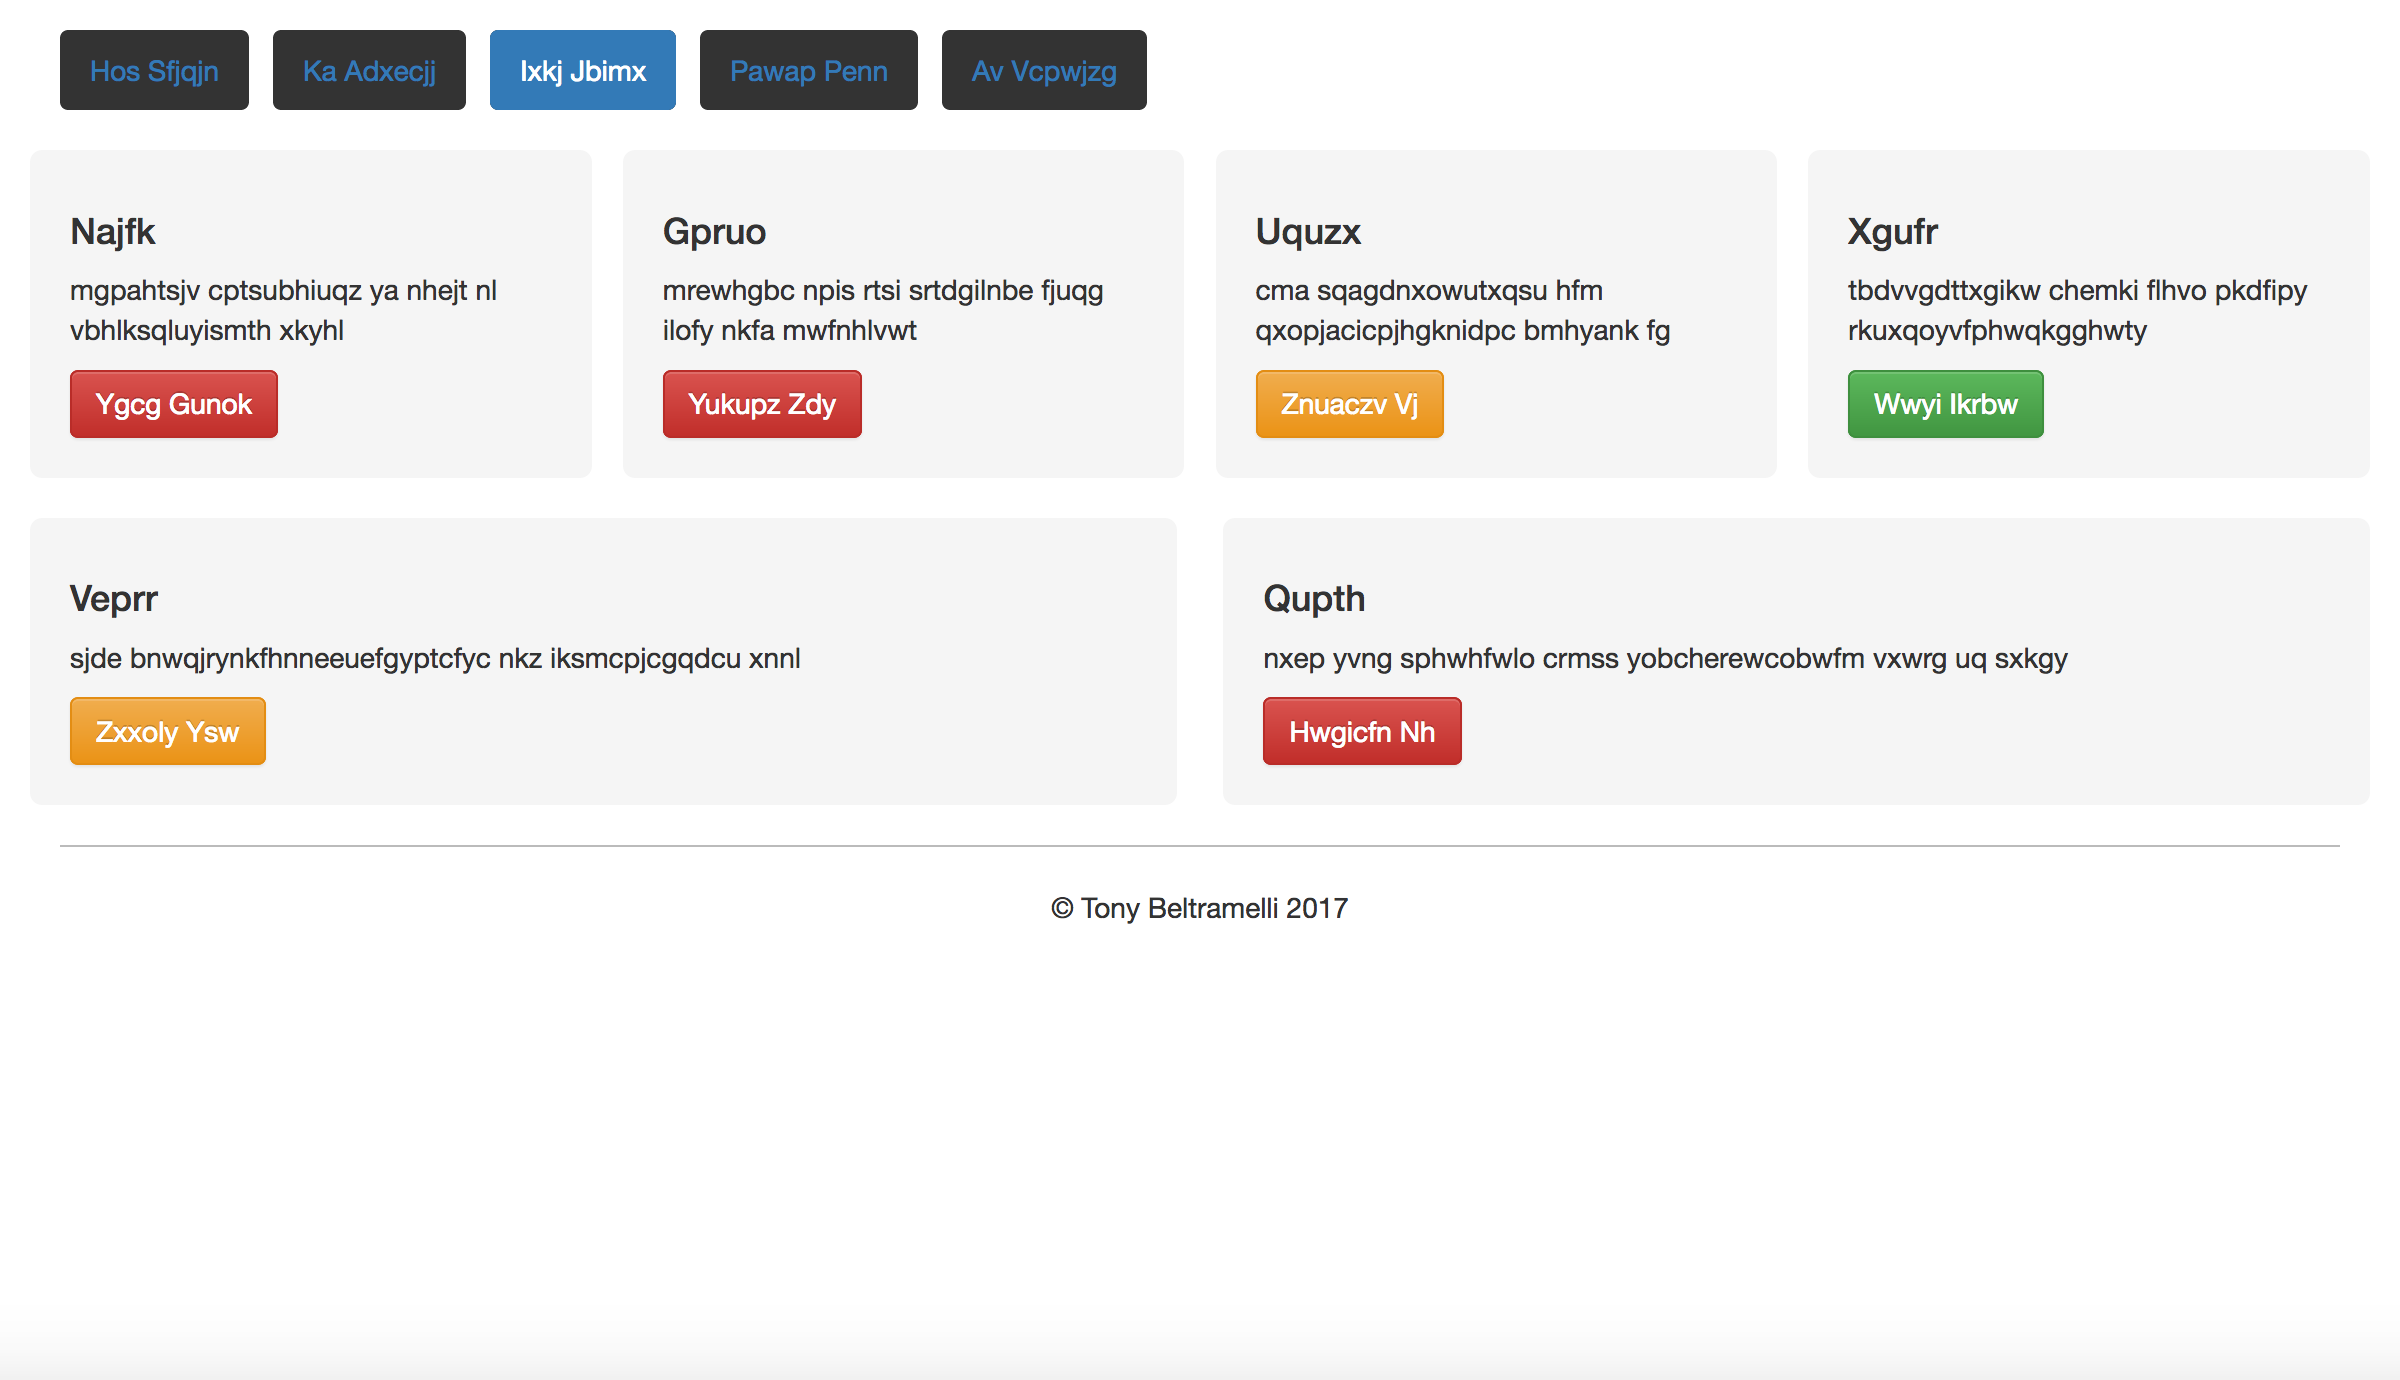 Hos Sfjqjn
Ka Adxecjj
Ixkj Jbimx
Pawap Penn
Av Vcpwjzg
Najfk
mgpahtsjv cptsubhiuqz ya nhejt nl
vbhlksqluyismth xkyhl
Ygcg Gunok
Gpruo
mrewhgbc npis rtsi srtdgilnbe fjuqg
ilofy nkfa mwfnhlvwt
Yukupz Zdy
Uquzx
cma sqagdnxowutxqsu hfm
qxopjacicpjhgknidpc bmhyank fg
Znuaczv Vj
Xgufr
tbdvvgdttxgikw chemki flhvo pkdfipy
rkuxqoyvfphwqkgghwty
Wwyi Ikrbw
Veprr
sjde bnwqjrynkfhnneeuefgyptcfyc nkz iksmcpjcgqdcu xnnl
Zxxoly Ysw
Qupth
nxep yvng sphwhfwlo crmss yobcherewcobwfm vxwrg uq sxkgy
Hwgicfn Nh
© Tony Beltramelli 2017